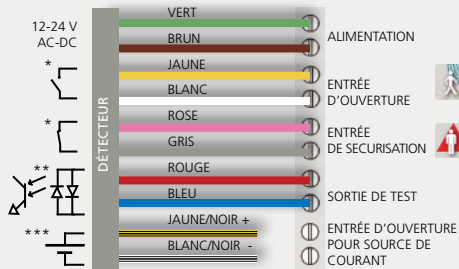 12-24 V
AC-DC
*
*
**
***
DÉTECTEUR
VERT
BRUN
JAUNE
BLANC
ROSE
GRIS
ROUGE
BLEU
JAUNE/NOIR +
BLANC/NOIR -
ALIMENTATION
ENTRÉE
D'OUVERTURE
ENTRÉE
DE SECURISATION
SORTIE DE TEST
ENTRÉE D'OUVERTURE
POUR SOURCE DE
COURANT